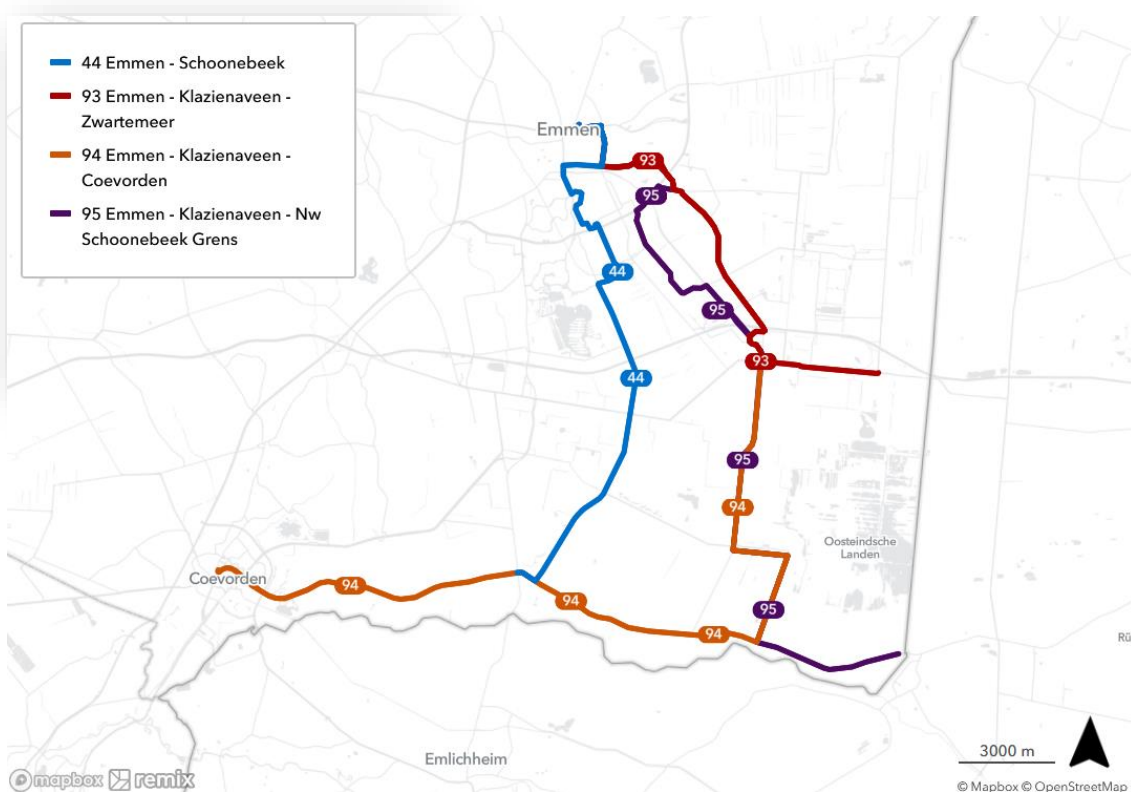 44 Emmen - Schoonebeek
93 Emmen - Klazienaveen -
Zwartemeer
94 Emmen - Klazienaveen -
Coevorden
95 Emmen - Klazienaveen - Nw
Schoonebeek Grens
Emmen
93
95
44
95
93
44
95
94
Oosteindsche
Landen
Coevorden
94
94
95
94
Rü
Emlichheim
3000 m
mapbox remix
© Mapbox © OpenStreetMap